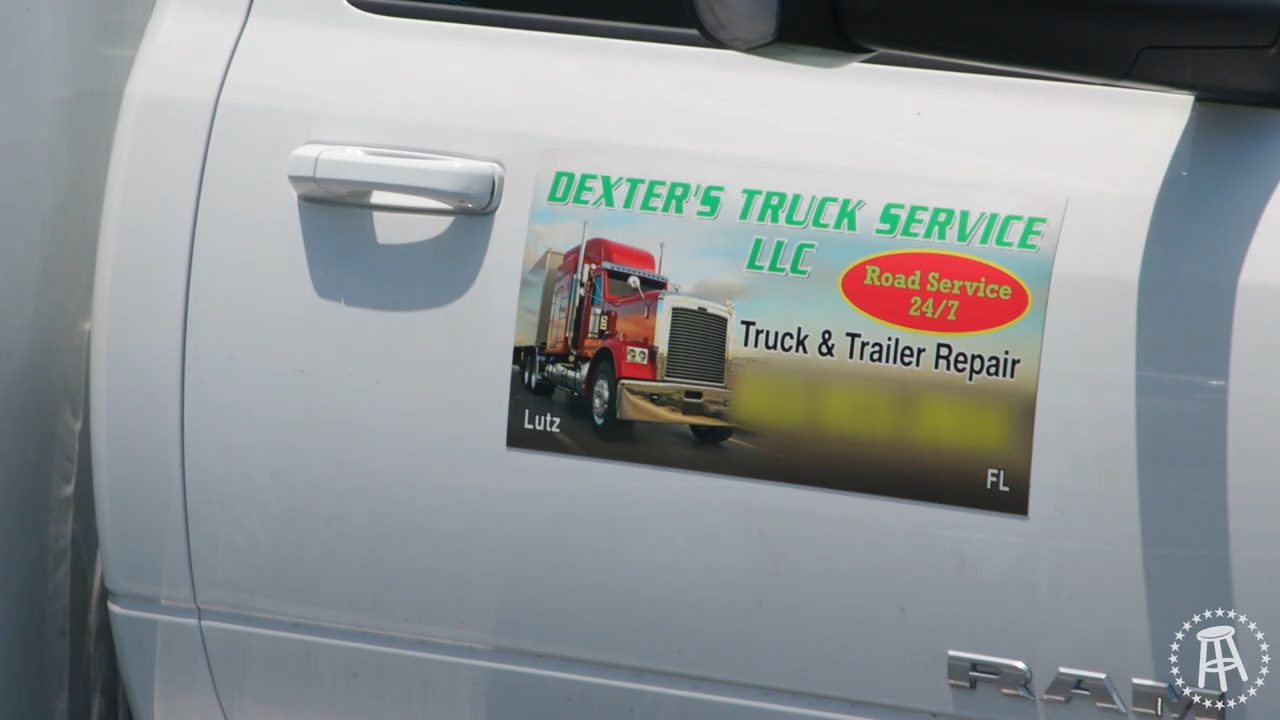 DEXTER'S TRUCK SERVICE
LLC
Road Service
24/7
Truck & Trailer Repair
Lutz
FL
RAM